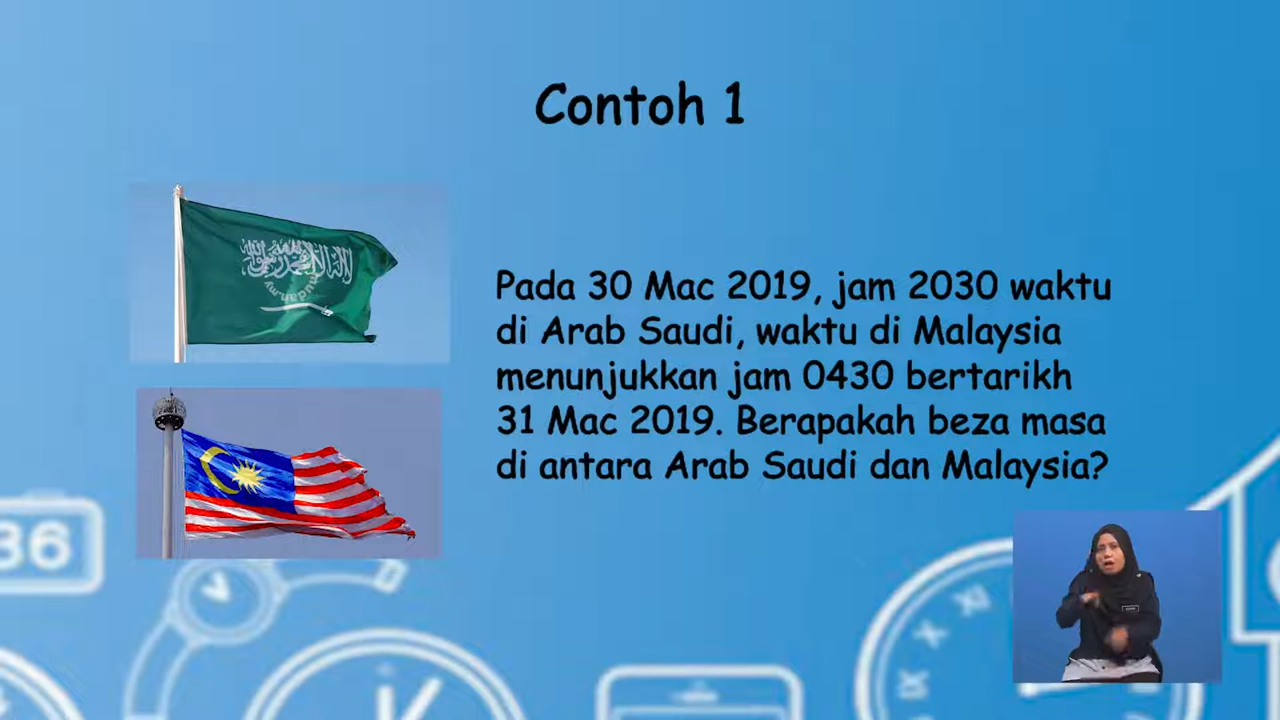 Contoh 1
Pada 30 Mac 2019, jam 2030 waktu
di Arab Saudi, waktu di Malaysia
menunjukkan jam 0430 bertarikh
31 Mac 2019. Berapakah beza masa
di antara Arab Saudi dan Malaysia?
36